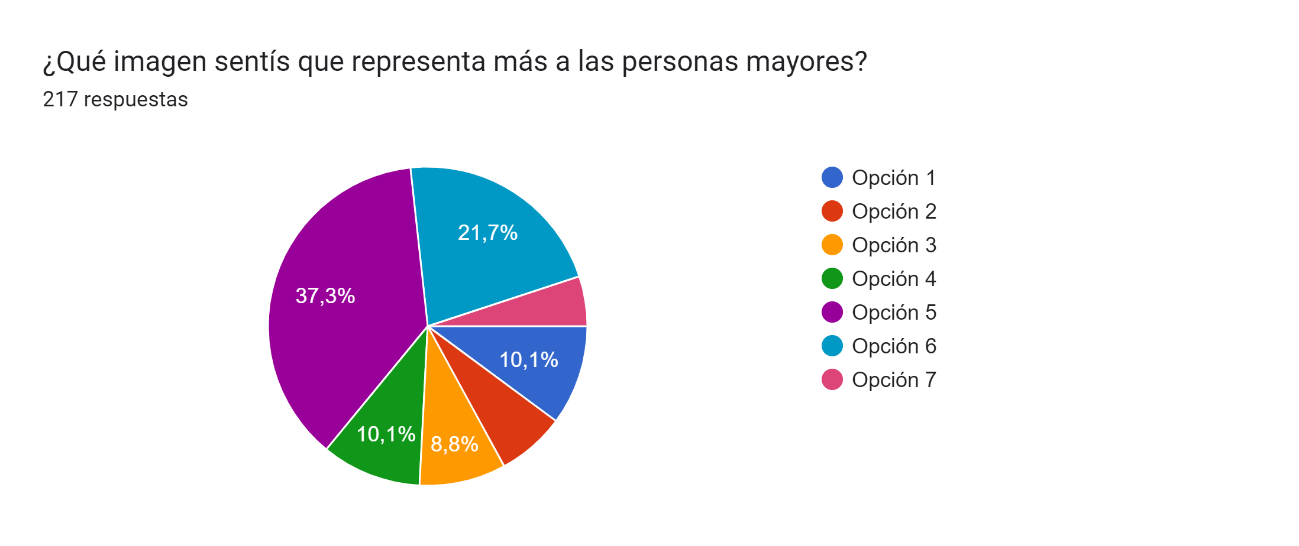 ¿Qué imagen sentís que representa más a las personas mayores?
217 respuestas
21,7%
37,3%
10,1%
10,1%
8,8%
Opción 1
Opción 2
Opción 3
Opción 4
Opción 5
Opción 6
Opción 7